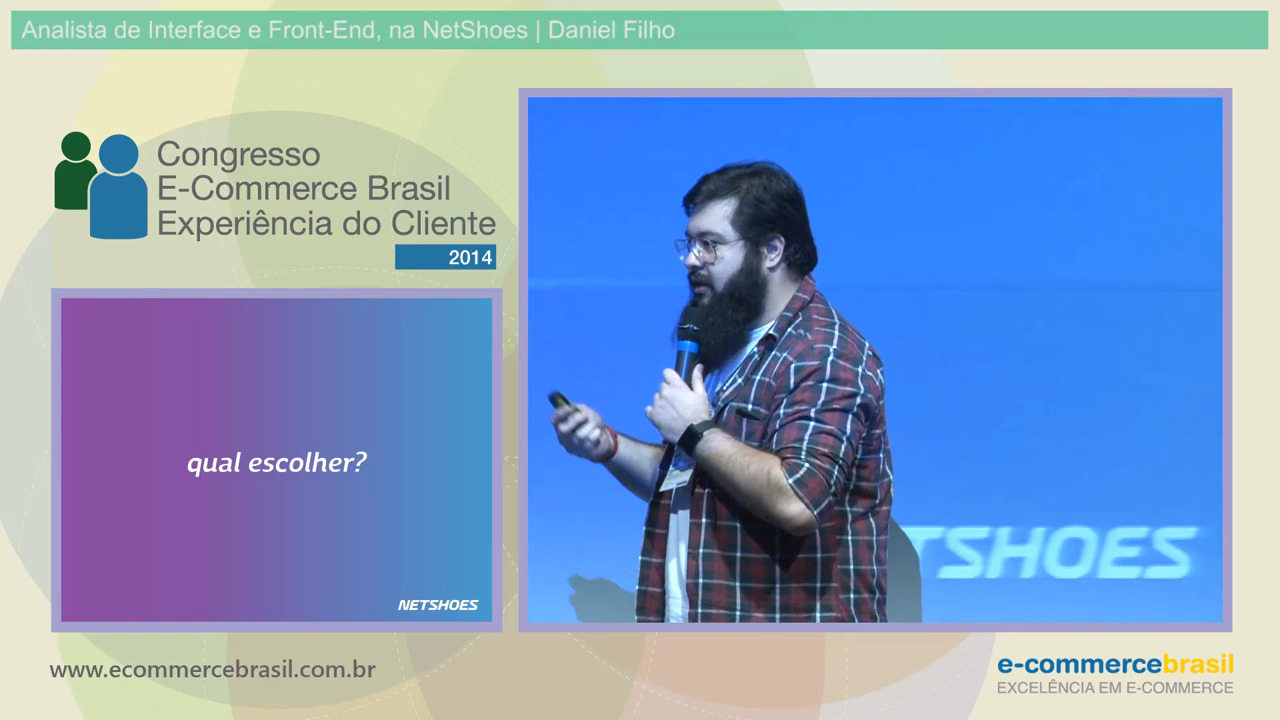 Analista de Interface e Front-End, na NetShoes | Daniel Filho
Congresso
E-Commerce Brasil
Experiência do Cliente
2014
qual escolher?
NETSHOES
TSHOES
www.ecommercebrasil.com.br
e-commercebrasil
EXCELÊNCIA EM E-COMMERCE